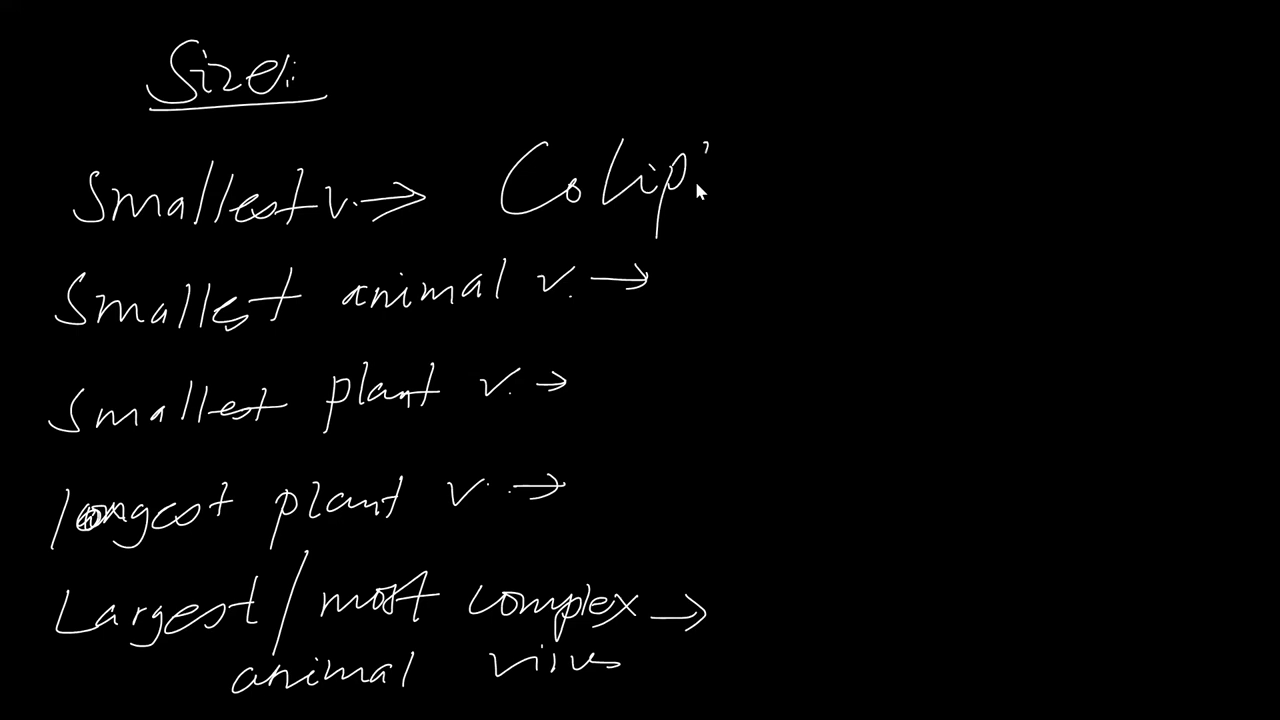 Size:
Smallest v. → Colip
Smallest animal v. →
Smallest plant v. →
longest plant v. →
Largest / most complex →
animal virus